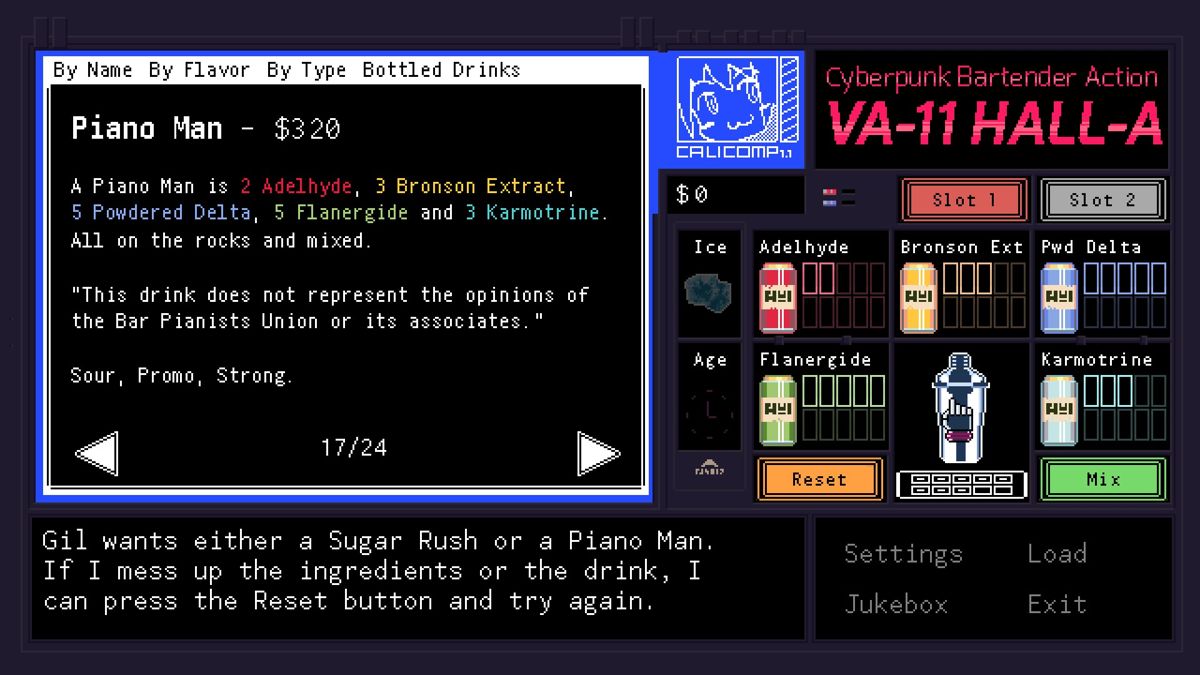 By Name By Flavor By Type Bottled Drinks
Piano Man - $320
A Piano Man is 2 Adelhyde, 3 Bronson Extract,
5 Powdered Delta, 5 Flanergide and 3 Karmotrine.
All on the rocks and mixed.
"This drink does not represent the opinions of
the Bar Pianists Union or its associates."
Sour, Promo, Strong.
17/24
CALICOMP1.1
Cyberpunk Bartender Action
VA-11 HALL-A
$0
Slot 1
Slot 2
Ice
Adelhyde
Bronson Ext
Pwd Delta
Age
Flanergide
Karmotrine
Reset
Mix
Gil wants either a Sugar Rush or a Piano Man.
If I mess up the ingredients or the drink, I
can press the Reset button and try again.
Settings
Load
Jukebox
Exit